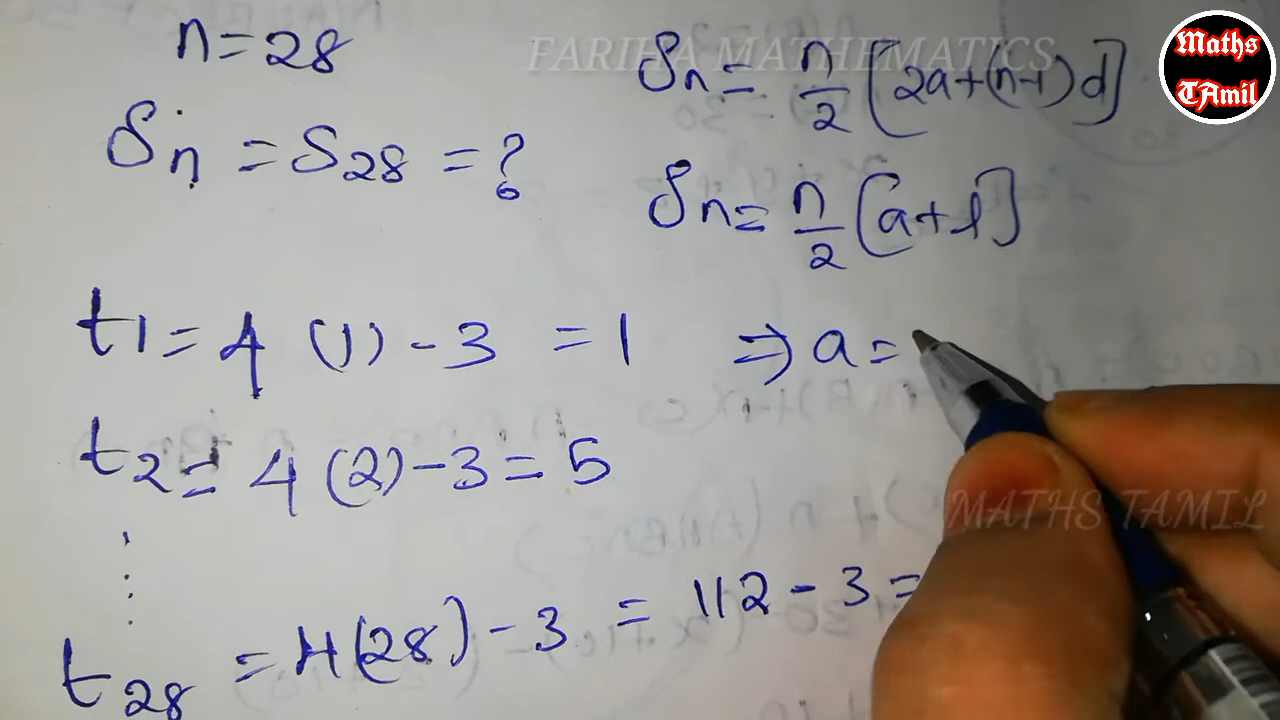 n = 28
FARIHA MATHEMATICS
Maths
TAmil
Sn = n/2 [2a+(n-1)d]
Sn = S28 = ?
Sn = n/2 [a+l]
t1 = 4 (1) - 3 = 1 ⇒ a =
t2 = 4 (2) - 3 = 5
MATHS TAMIL
⋮
t28 = 4(28) - 3 = 112 - 3 =